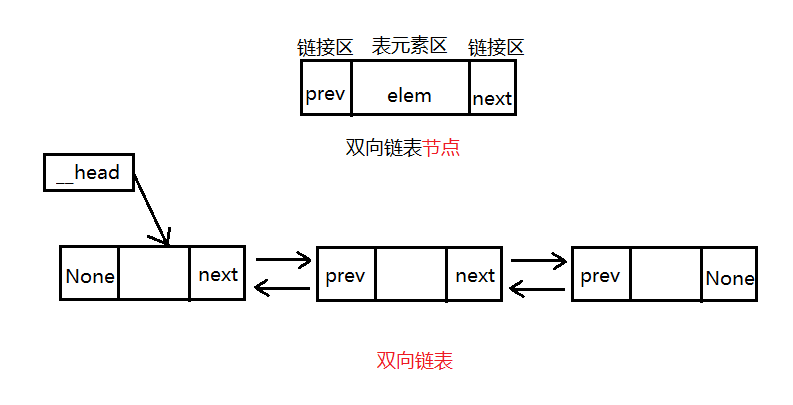 链接区 表元素区 链接区
prev elem next
双向链表节点
__head
None next prev next prev None
双向链表